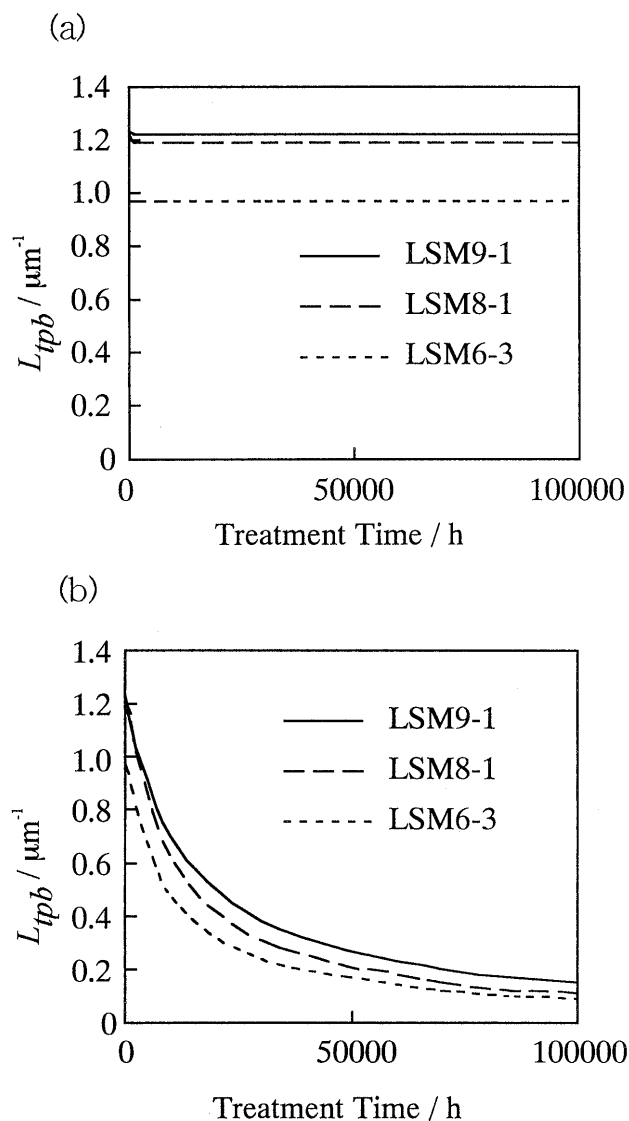 (a)
1.4
1.2
1.0
0.8
0.6
0.4
0.2
0
L_tpb / μm⁻¹
LSM9-1
LSM8-1
LSM6-3
0 50000 100000
Treatment Time / h
(b)
1.4
1.2
1.0
0.8
0.6
0.4
0.2
0
L_tpb / μm⁻¹
LSM9-1
LSM8-1
LSM6-3
0 50000 100000
Treatment Time / h